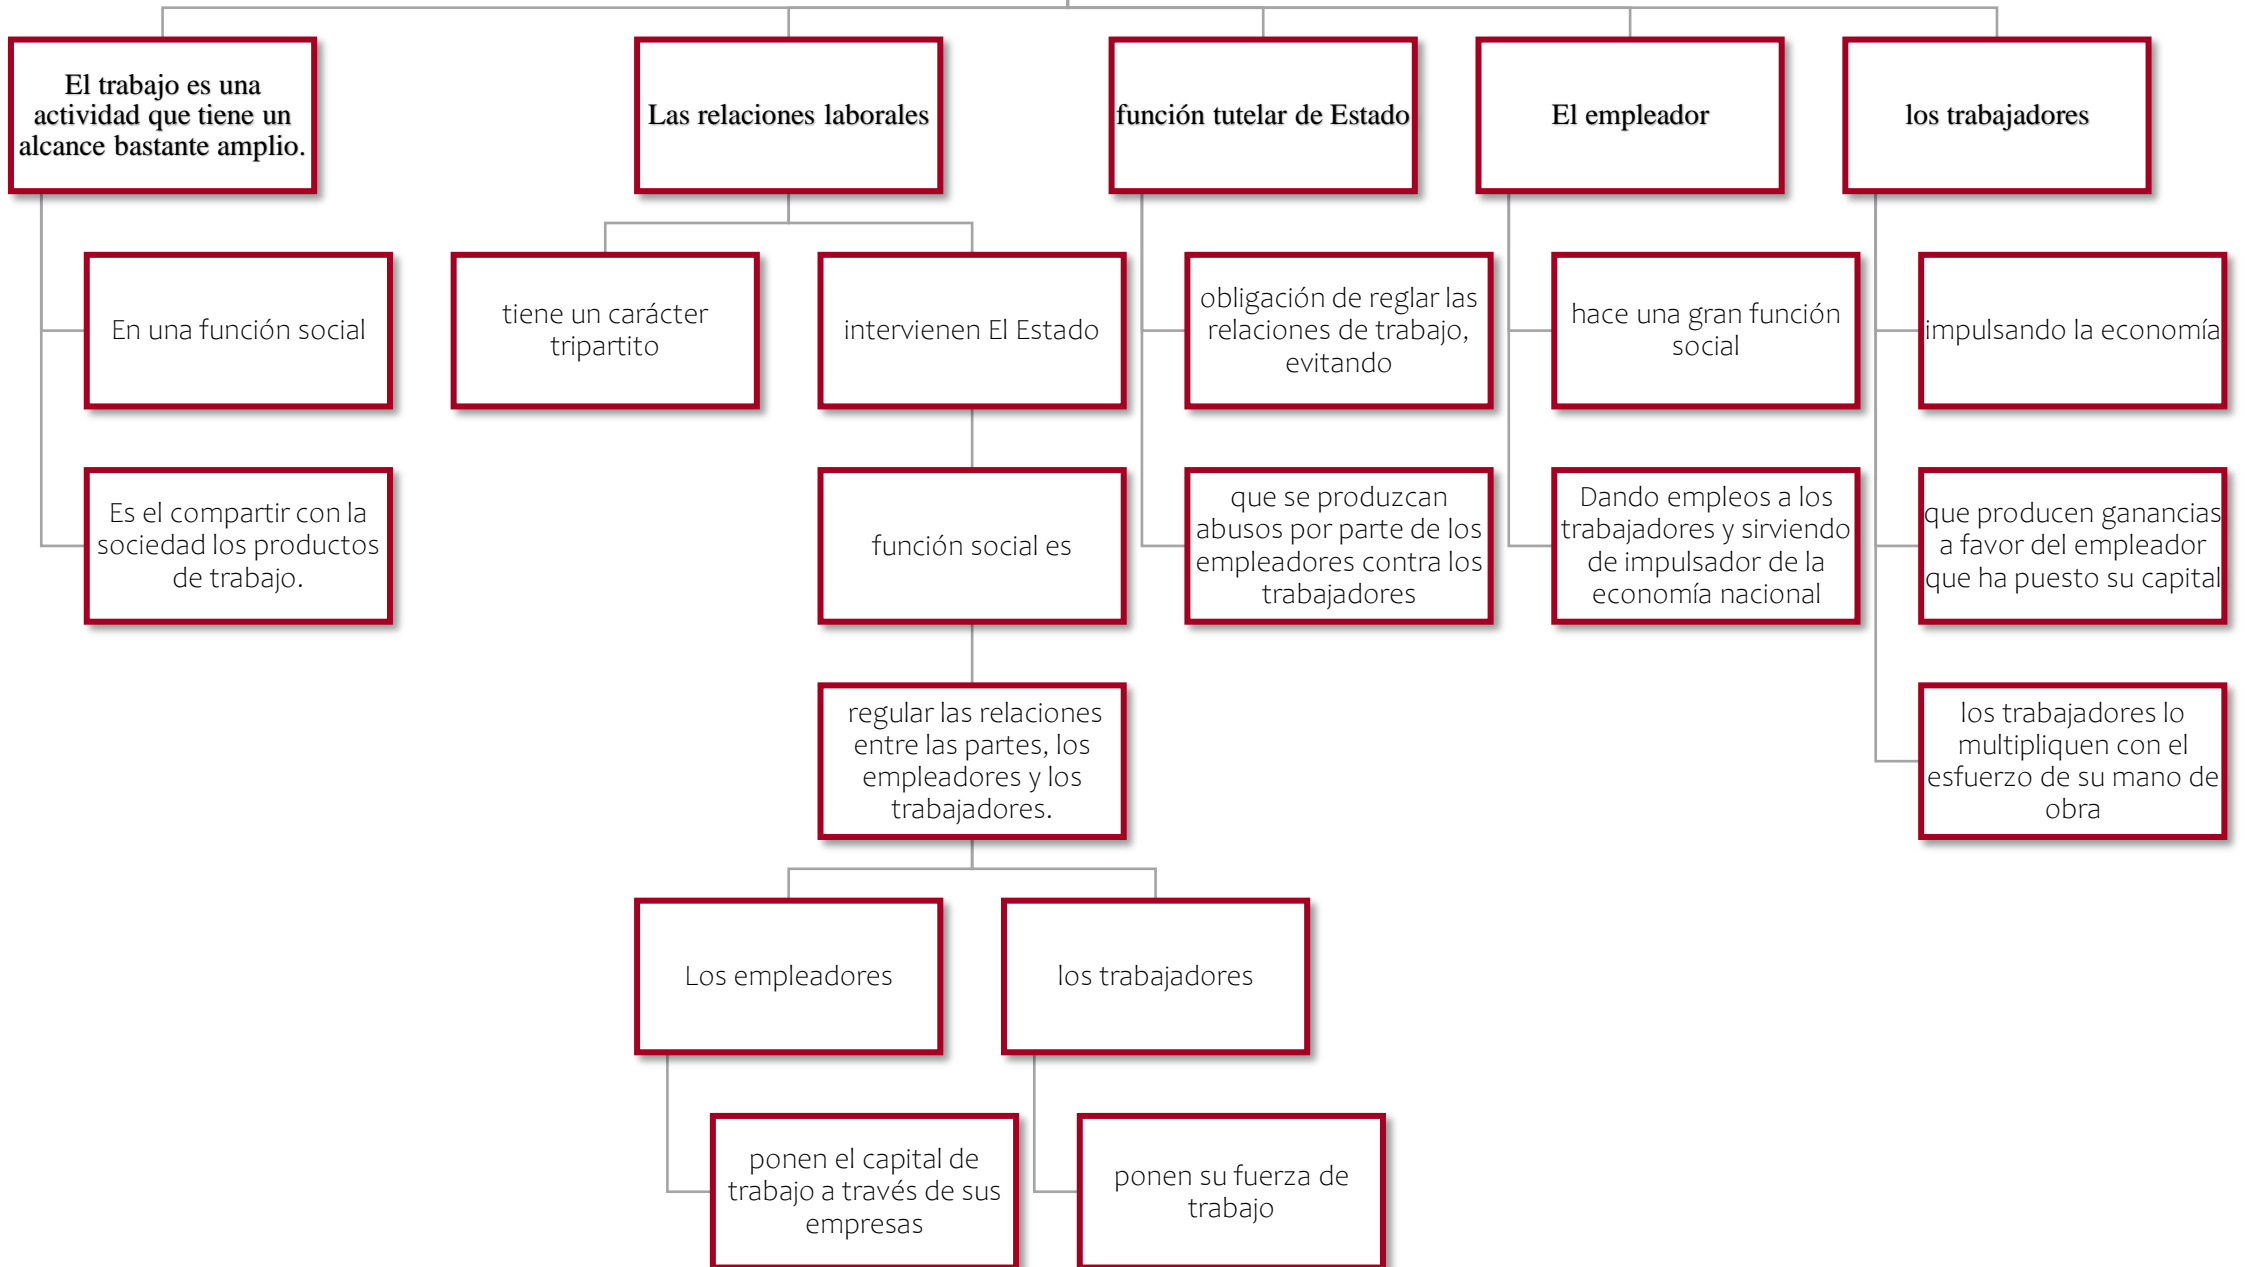 El trabajo es una
actividad que tiene un
alcance bastante amplio.
Las relaciones laborales
función tutelar de Estado
El empleador
los trabajadores
En una función social
tiene un carácter
tripartito
intervienen El Estado
obligación de reglar las
relaciones de trabajo,
evitando
hace una gran función
social
impulsando la economía
Es el compartir con la
sociedad los productos
de trabajo.
función social es
que se produzcan
abusos por parte de los
empleadores contra los
trabajadores
Dando empleos a los
trabajadores y sirviendo
de impulsador de la
economía nacional
que producen ganancias
a favor del empleador
que ha puesto su capital
regular las relaciones
entre las partes, los
empleadores y los
trabajadores.
los trabajadores lo
multipliquen con el
esfuerzo de su mano de
obra
Los empleadores
los trabajadores
ponen el capital de
trabajo a través de sus
empresas
ponen su fuerza de
trabajo